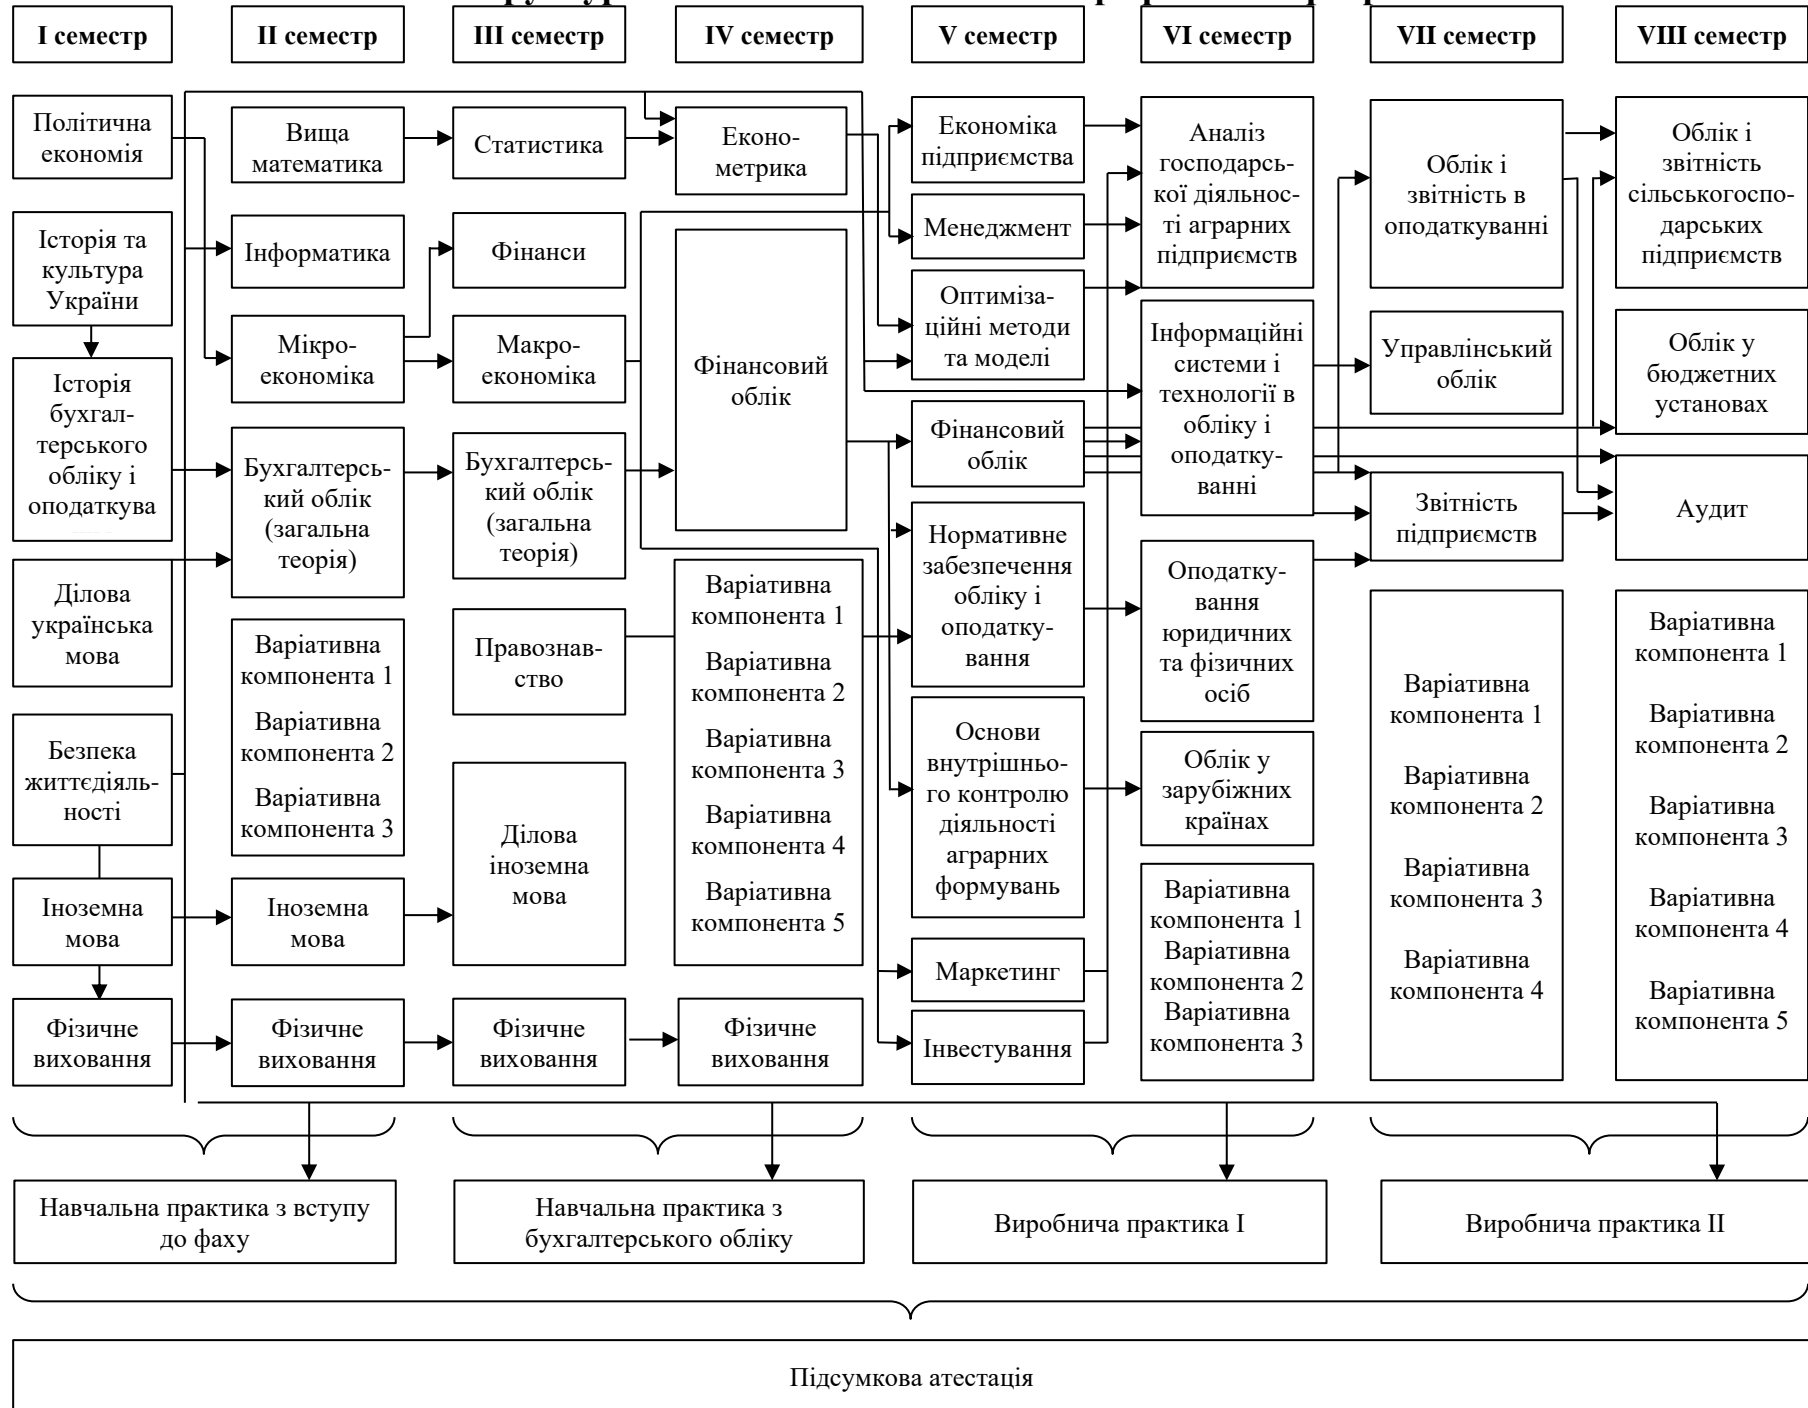 I семестр
II семестр
III семестр
IV семестр
V семестр
VI семестр
VII семестр
VIII семестр
Політична
економія
Історія та
культура
України
Історія
бухгал-
терського
обліку і
оподаткува
Ділова
українська
мова
Безпека
життєдіяль-
ності
Іноземна
мова
Фізичне
виховання
Вища
математика
Інформатика
Мікро-
економіка
Бухгалтерсь-
кий облік
(загальна
теорія)
Варіативна
компонента 1
Варіативна
компонента 2
Варіативна
компонента 3
Іноземна
мова
Фізичне
виховання
Статистика
Фінанси
Макро-
економіка
Бухгалтерсь-
кий облік
(загальна
теорія)
Правознав-
ство
Ділова
іноземна
мова
Фізичне
виховання
Еконо-
метрика
Фінансовий
облік
Варіативна
компонента 1
Варіативна
компонента 2
Варіативна
компонента 3
Варіативна
компонента 4
Варіативна
компонента 5
Фізичне
виховання
Економіка
підприємства
Менеджмент
Оптиміза-
ційні методи
та моделі
Фінансовий
облік
Нормативне
забезпечення
обліку і
оподатку-
вання
Основи
внутрішньо-
го контролю
діяльності
аграрних
формувань
Маркетинг
Інвестування
Аналіз
господарсь-
кої діяльнос-
ті аграрних
підприємств
Інформаційні
системи і
технології в
обліку і
оподатку-
ванні
Оподатку-
вання
юридичних
та фізичних
осіб
Облік у
зарубіжних
країнах
Варіативна
компонента 1
Варіативна
компонента 2
Варіативна
компонента 3
Облік і
звітність в
оподаткуванні
Управлінський
облік
Звітність
підприємств
Варіативна
компонента 1
Варіативна
компонента 2
Варіативна
компонента 3
Варіативна
компонента 4
Облік і
звітність
сільськогоспо-
дарських
підприємств
Облік у
бюджетних
установах
Аудит
Варіативна
компонента 1
Варіативна
компонента 2
Варіативна
компонента 3
Варіативна
компонента 4
Варіативна
компонента 5
Навчальна практика з вступу
до фаху
Навчальна практика з
бухгалтерського обліку
Виробнича практика I
Виробнича практика II
Підсумкова атестація